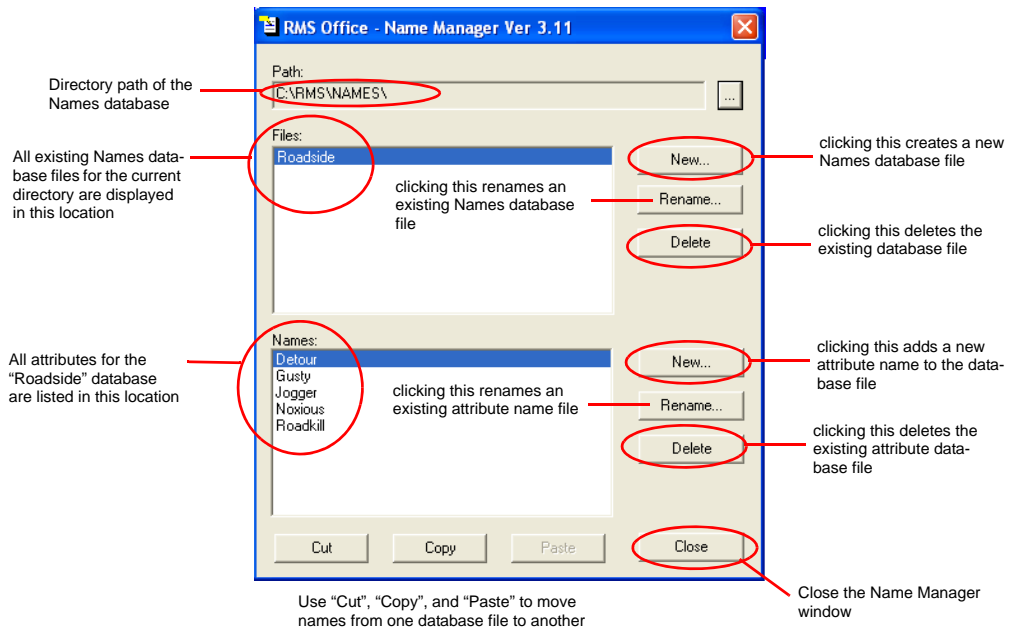 RMS Office - Name Manager Ver 3.11
Path:
C:\RMS\NAMES\
...
Directory path of the
Names database
Files:
Roadside
All existing Names data-
base files for the current
directory are displayed
in this location
New...
clicking this creates a new
Names database file
clicking this renames an
existing Names database
file
Rename...
Delete
clicking this deletes the
existing database file
Names:
Detour
Gusty
Jogger
Noxious
Roadkill
All attributes for the
“Roadside” database
are listed in this location
New...
clicking this adds a new
attribute name to the data-
base file
clicking this renames an
existing attribute name file
Rename...
Delete
clicking this deletes the
existing attribute data-
base file
Cut
Copy
Paste
Close
Close the Name Manager
window
Use “Cut”, “Copy”, and “Paste” to move
names from one database file to another